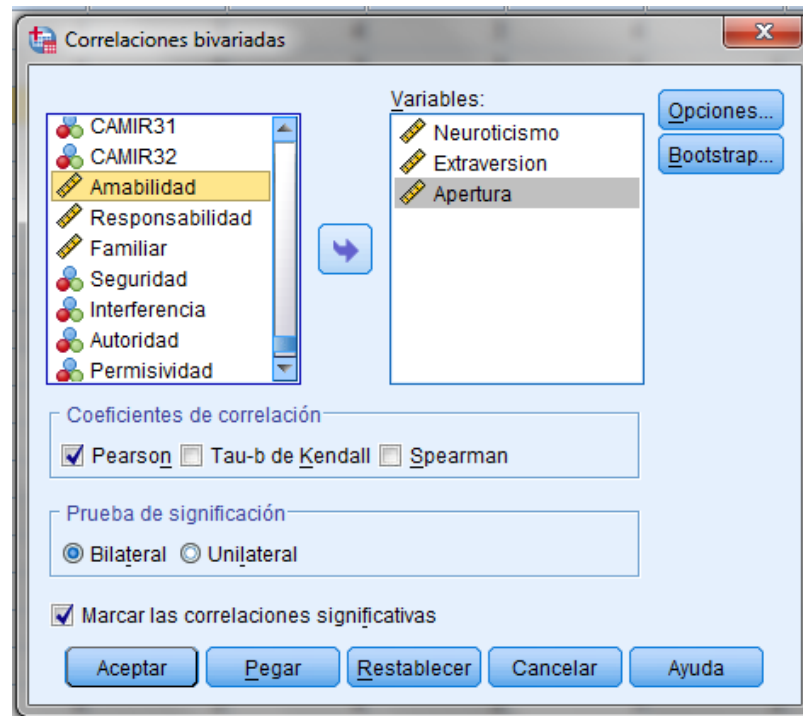 Correlaciones bivariadas
CAMIR31
CAMIR32
Amabilidad
Responsabilidad
Familiar
Seguridad
Interferencia
Autoridad
Permisividad
Variables:
Neuroticismo
Extraversion
Apertura
Opciones...
Bootstrap...
Coeficientes de correlación
Pearson Tau-b de Kendall Spearman
Prueba de significación
Bilateral Unilateral
Marcar las correlaciones significativas
Aceptar Pegar Restablecer Cancelar Ayuda